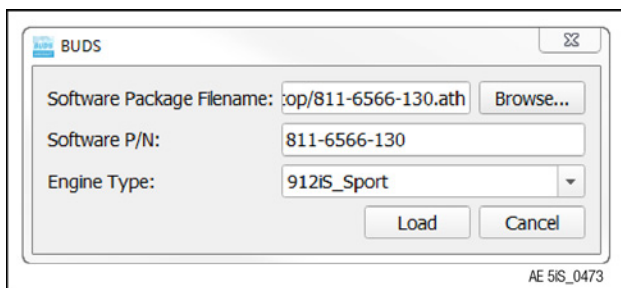 BUDS
Software Package Filename: :op/811-6566-130.ath Browse...
Software P/N: 811-6566-130
Engine Type: 912iS_Sport
Load Cancel
AE 5iS_0473